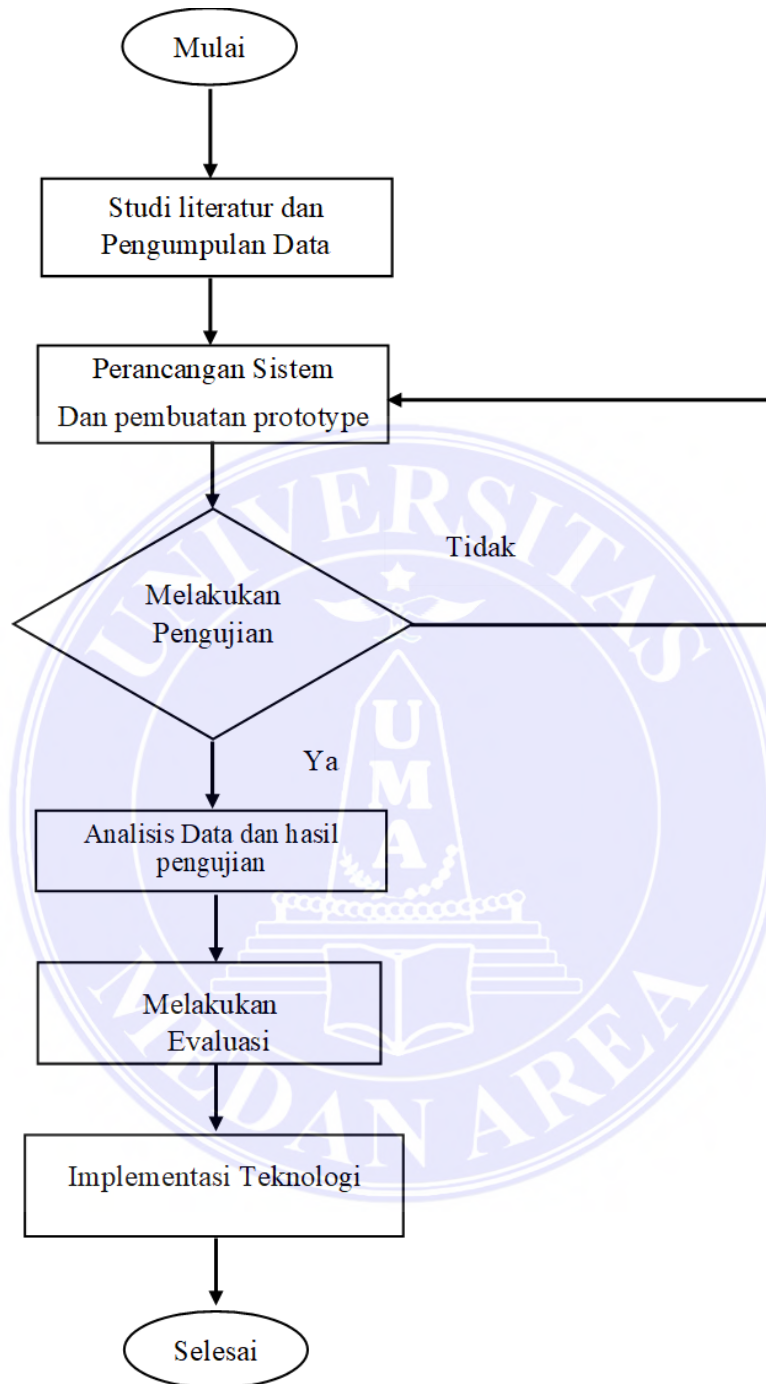 Mulai
Studi literatur dan
Pengumpulan Data
Perancangan Sistem
Dan pembuatan prototype
Melakukan
Pengujian
Tidak
Ya
Analisis Data dan hasil
pengujian
Melakukan
Evaluasi
Implementasi Teknologi
Selesai
UNIVERSITAS
UMA
MEDAN AREA